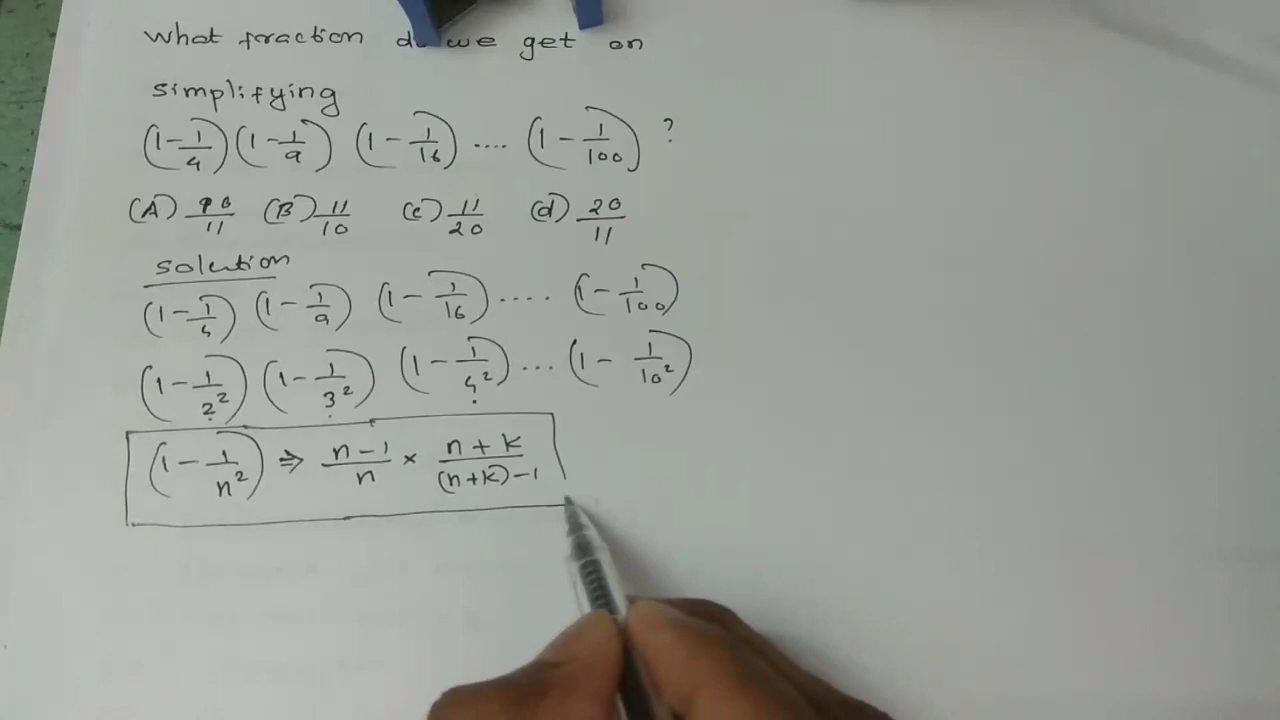 What fraction do we get on
simplifying
(1-1/4)(1-1/9) (1-1/16) .... (1-1/100) ?
(A) 10/11 (B) 11/10 (c) 11/20 (d) 20/11
solution
(1-1/4) (1-1/9) (1-1/16) .... (1-1/100)
(1-1/2²) (1-1/3²) (1-1/4²) ... (1-1/10²)
(1-1/n²) ⇒ n-1/n × n+k/(n+k)-1